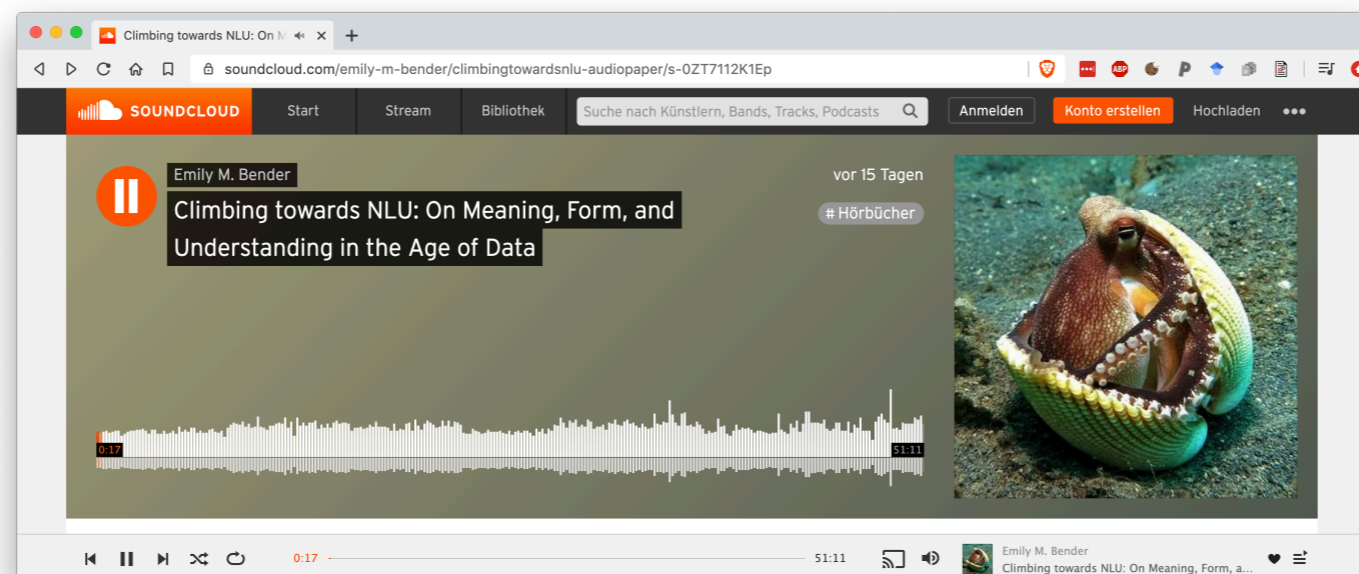 Climbing towards NLU: On M
soundcloud.com/emily-m-bender/climbingtowardsnlu-audiopaper/s-0ZT7112K1Ep
ABP
SOUNDCLOUD
Start
Stream
Bibliothek
Suche nach Künstlern, Bands, Tracks, Podcasts
Anmelden
Konto erstellen
Hochladen
Emily M. Bender
vor 15 Tagen
Climbing towards NLU: On Meaning, Form, and
Understanding in the Age of Data
# Hörbücher
0:17
51:11
0:17
51:11
Emily M. Bender
Climbing towards NLU: On Meaning, Form, a...